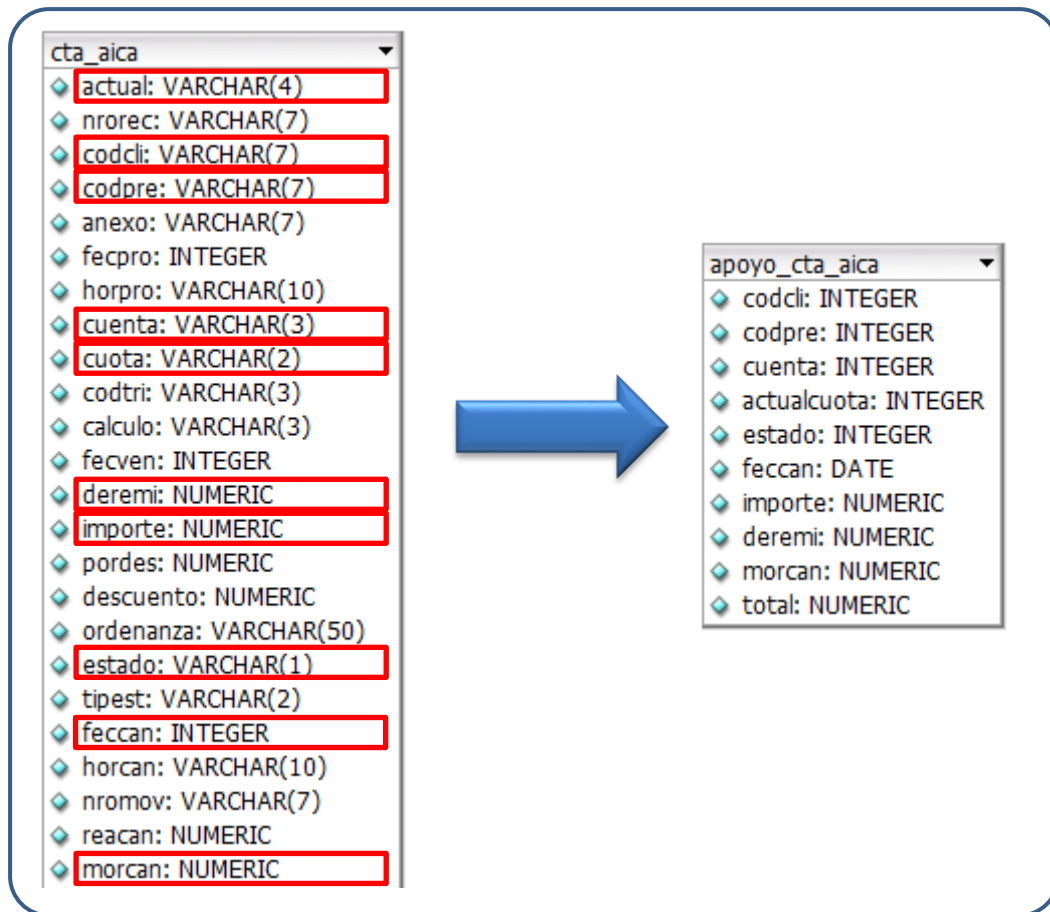 cta_aica
actual: VARCHAR(4)
nrorec: VARCHAR(7)
codcli: VARCHAR(7)
codpre: VARCHAR(7)
anexo: VARCHAR(7)
fecpro: INTEGER
horpro: VARCHAR(10)
cuenta: VARCHAR(3)
cuota: VARCHAR(2)
codtri: VARCHAR(3)
calculo: VARCHAR(3)
fecven: INTEGER
deremi: NUMERIC
importe: NUMERIC
pordes: NUMERIC
descuento: NUMERIC
ordenanza: VARCHAR(50)
estado: VARCHAR(1)
tipest: VARCHAR(2)
feccan: INTEGER
horcan: VARCHAR(10)
nromov: VARCHAR(7)
reacan: NUMERIC
morcan: NUMERIC
apoyo_cta_aica
codcli: INTEGER
codpre: INTEGER
cuenta: INTEGER
actualcuota: INTEGER
estado: INTEGER
feccan: DATE
importe: NUMERIC
deremi: NUMERIC
morcan: NUMERIC
total: NUMERIC